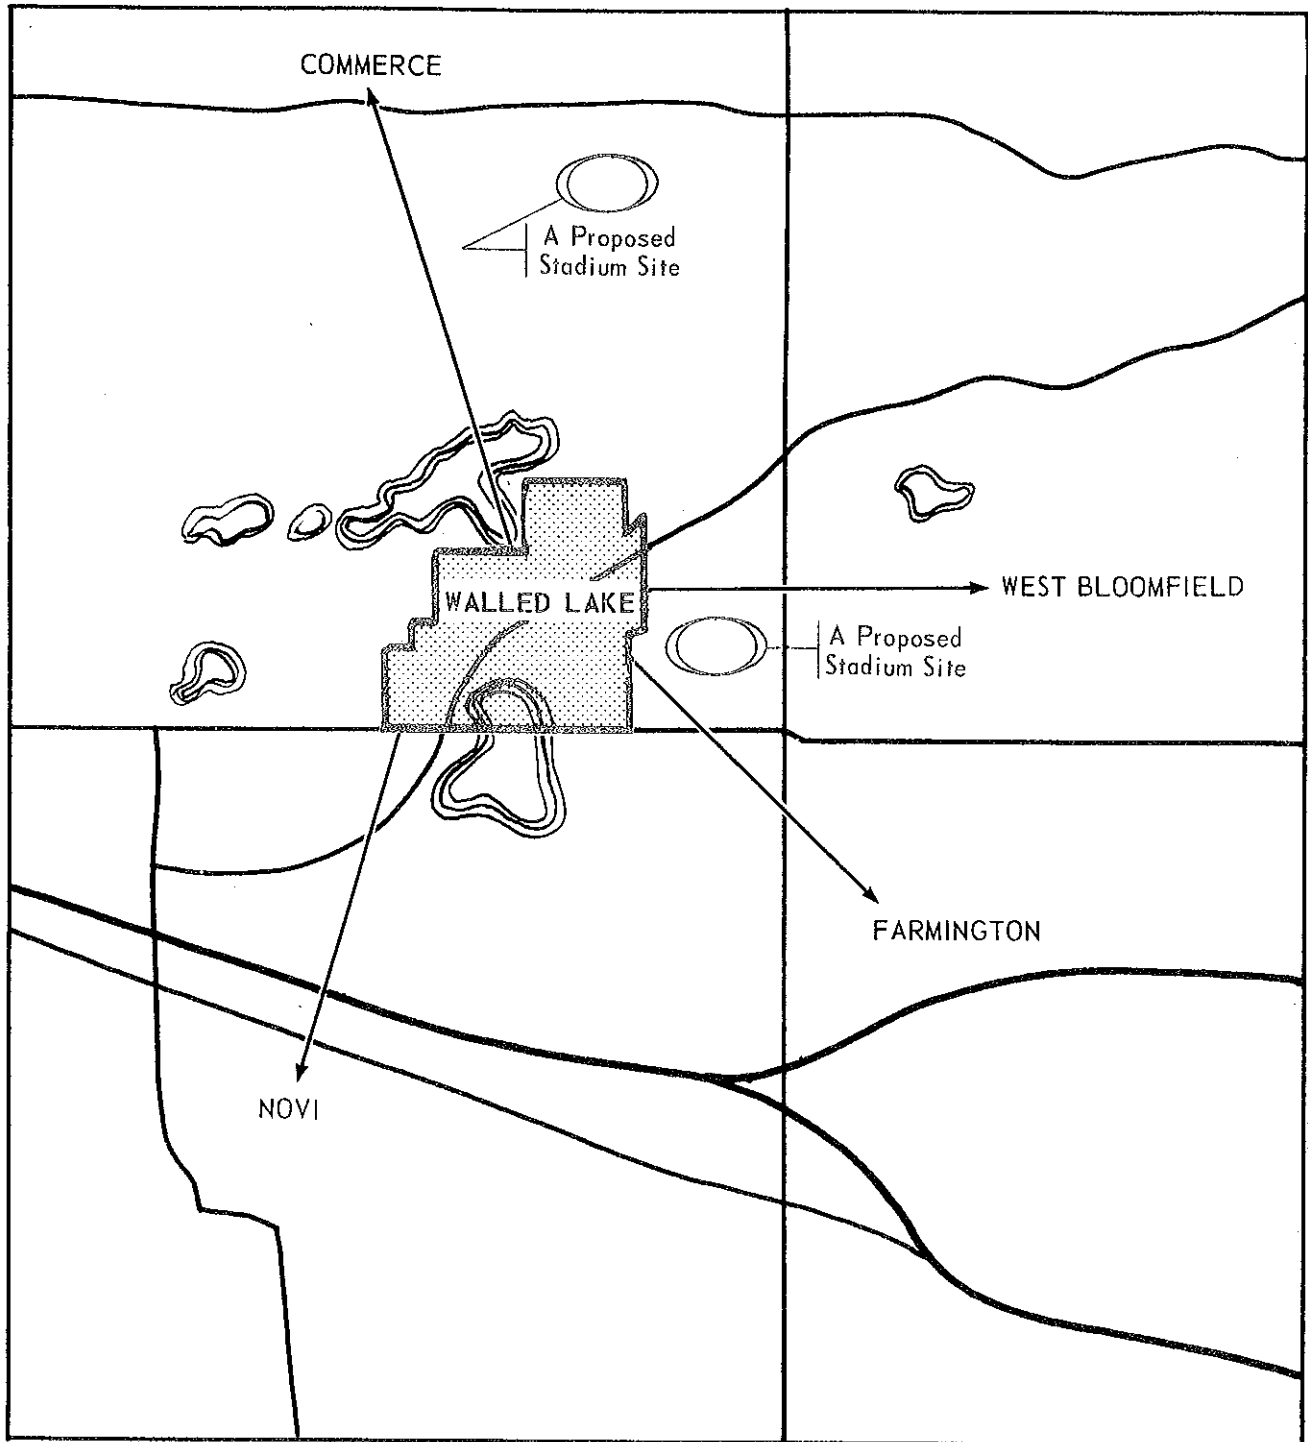 COMMERCE
A Proposed
Stadium Site
WALLED LAKE
WEST BLOOMFIELD
A Proposed
Stadium Site
FARMINGTON
NOVI